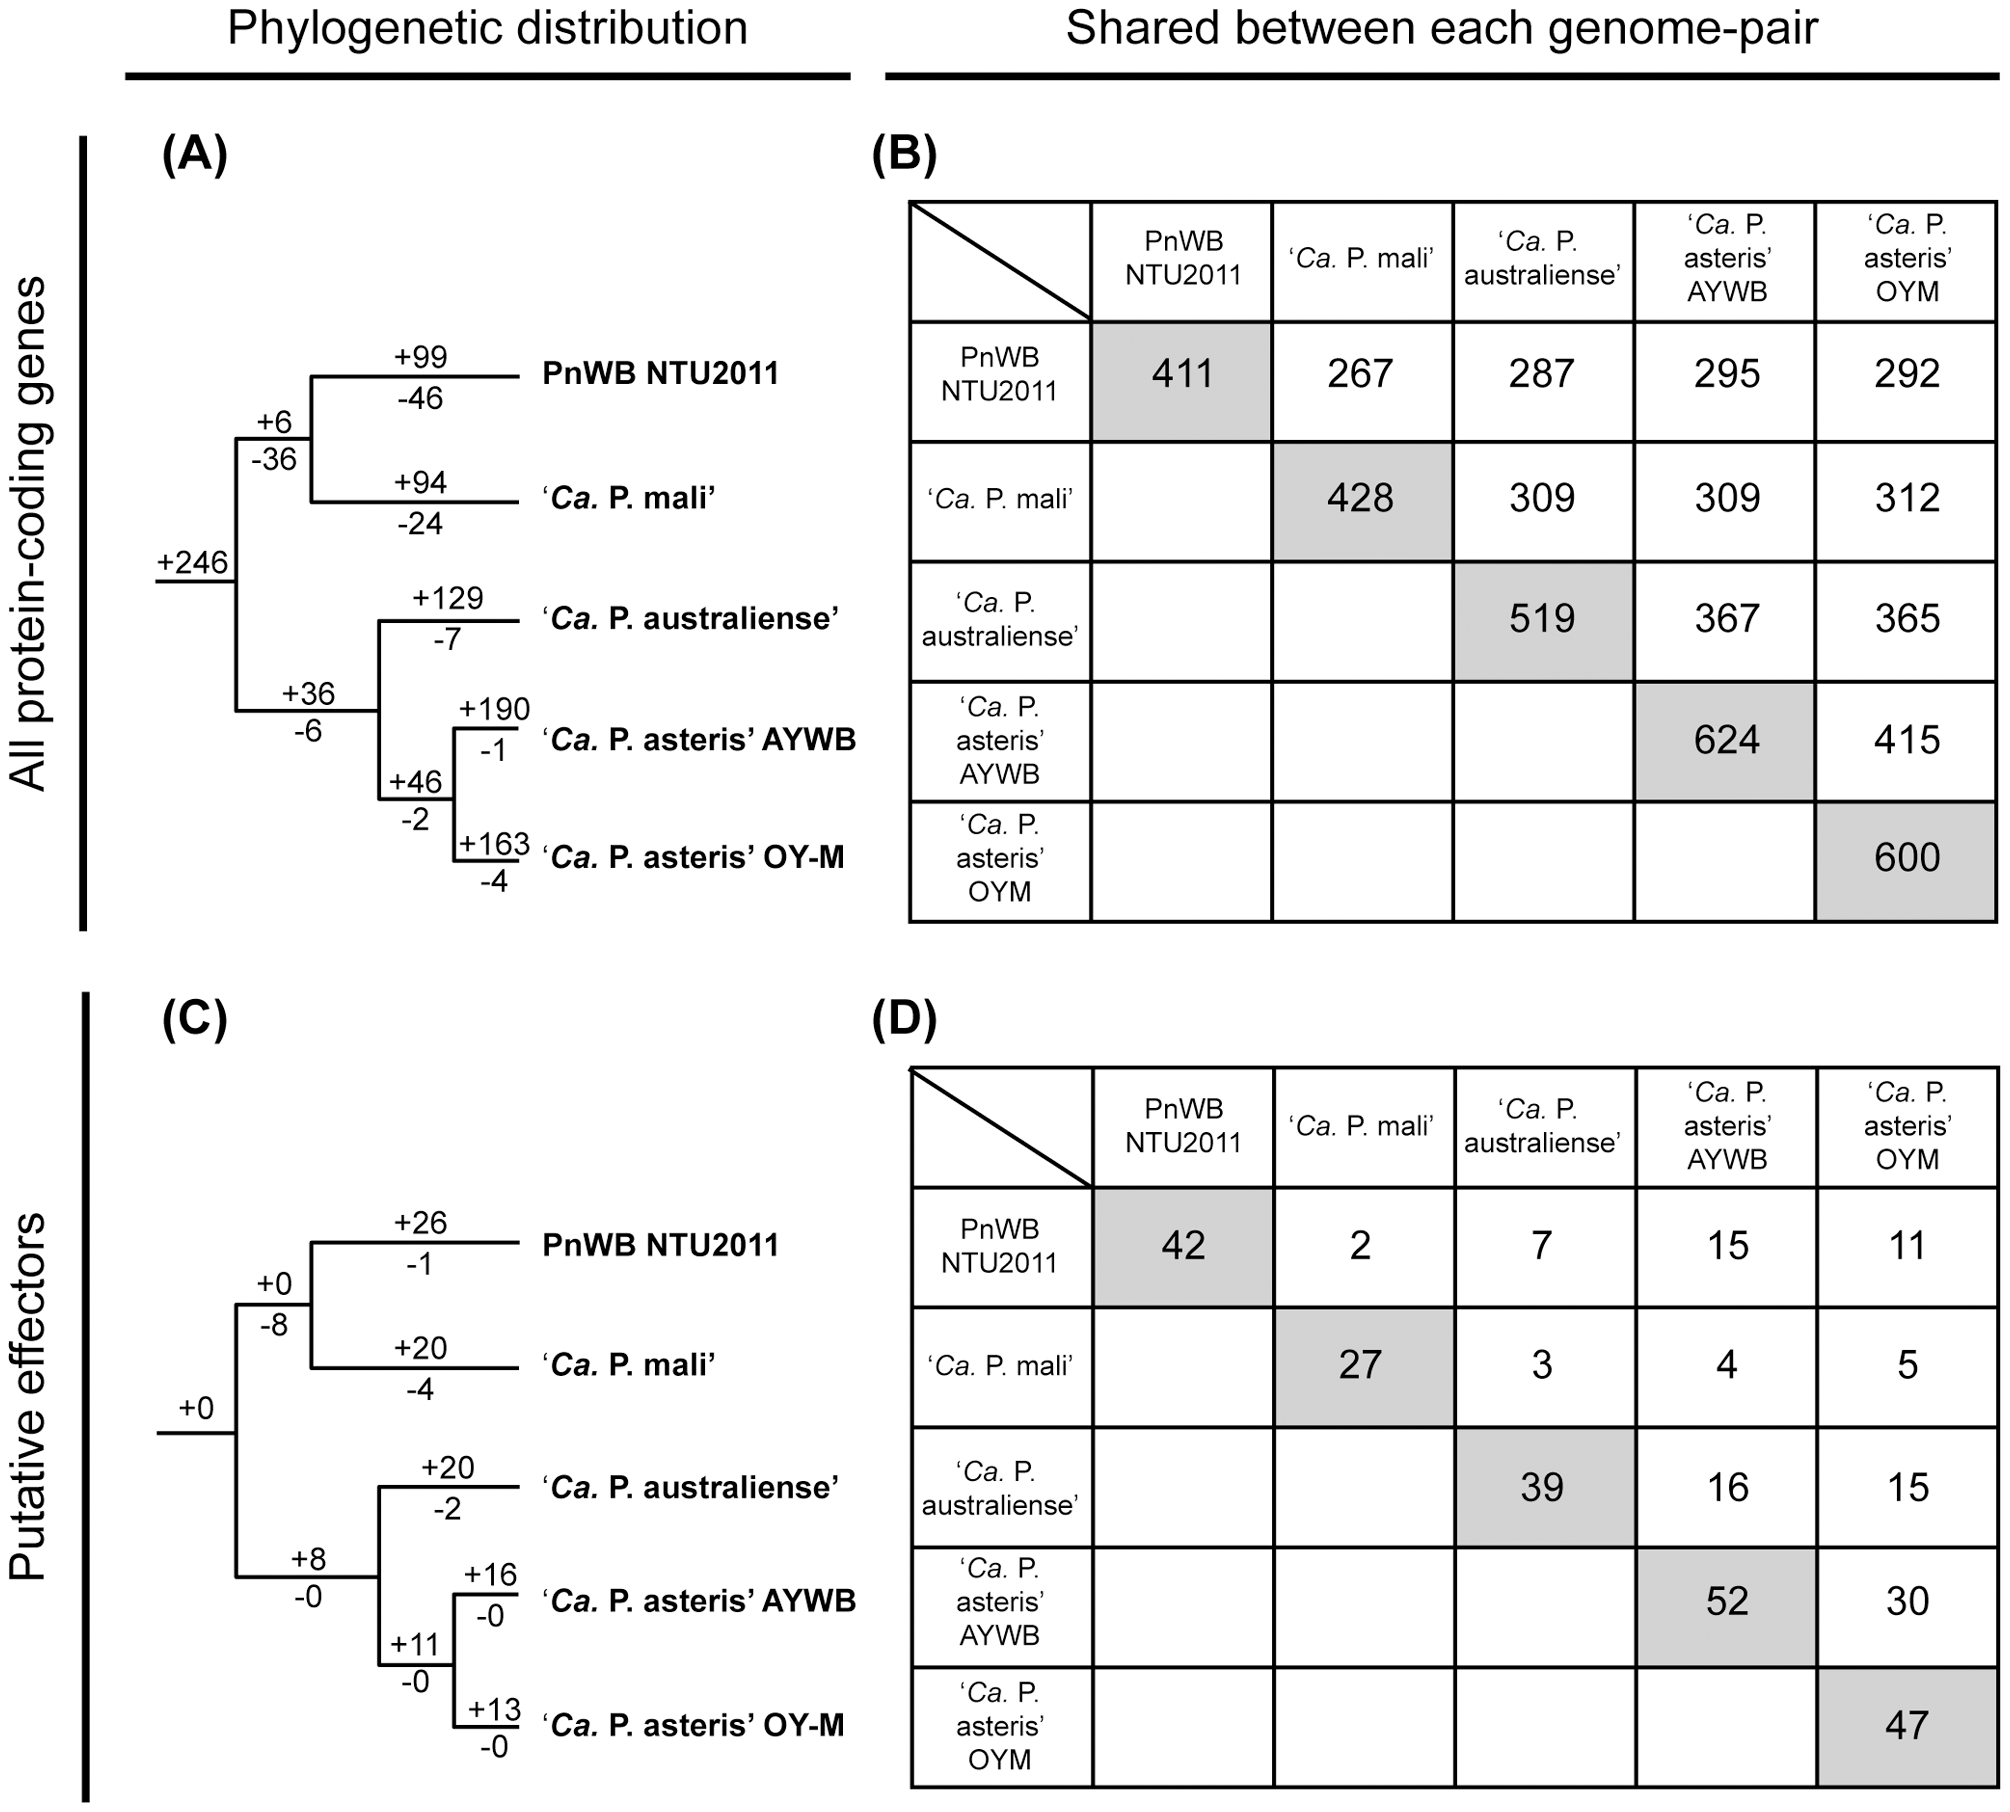 Phylogenetic distribution
Shared between each genome-pair
All protein-coding genes
(A)
+99
-46
PnWB NTU2011
+6
-36
+94
-24
‘Ca. P. mali’
+246
+129
-7
‘Ca. P. australiense’
+36
-6
+190
-1
‘Ca. P. asteris’ AYWB
+46
-2
+163
-4
‘Ca. P. asteris’ OY-M
(B)
PnWB
NTU2011
‘Ca. P. mali’
‘Ca. P.
australiense’
‘Ca. P.
asteris’
AYWB
‘Ca. P.
asteris’
OYM
PnWB
NTU2011
411 267 287 295 292
‘Ca. P. mali’
428 309 309 312
‘Ca. P.
australiense’
519 367 365
‘Ca. P.
asteris’
AYWB
624 415
‘Ca. P.
asteris’
OYM
600
Putative effectors
(C)
+26
-1
PnWB NTU2011
+0
-8
+20
-4
‘Ca. P. mali’
+0
+20
-2
‘Ca. P. australiense’
+8
-0
+16
-0
‘Ca. P. asteris’ AYWB
+11
-0
+13
-0
‘Ca. P. asteris’ OY-M
(D)
PnWB
NTU2011
‘Ca. P. mali’
‘Ca. P.
australiense’
‘Ca. P.
asteris’
AYWB
‘Ca. P.
asteris’
OYM
PnWB
NTU2011
42 2 7 15 11
‘Ca. P. mali’
27 3 4 5
‘Ca. P.
australiense’
39 16 15
‘Ca. P.
asteris’
AYWB
52 30
‘Ca. P.
asteris’
OYM
47